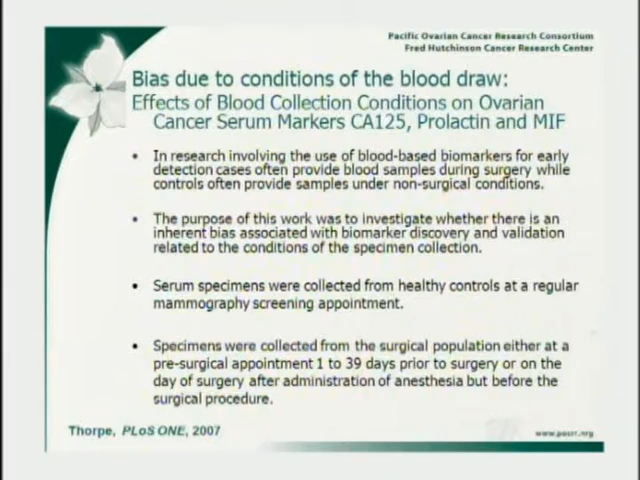 Pacific Ovarian Cancer Research Consortium
Fred Hutchinson Cancer Research Center
Bias due to conditions of the blood draw:
Effects of Blood Collection Conditions on Ovarian
Cancer Serum Markers CA125, Prolactin and MIF
• In research involving the use of blood-based biomarkers for early
detection cases often provide blood samples during surgery while
controls often provide samples under non-surgical conditions.
• The purpose of this work was to investigate whether there is an
inherent bias associated with biomarker discovery and validation
related to the conditions of the specimen collection.
• Serum specimens were collected from healthy controls at a regular
mammography screening appointment.
• Specimens were collected from the surgical population either at a
pre-surgical appointment 1 to 39 days prior to surgery or on the
day of surgery after administration of anesthesia but before the
surgical procedure.
Thorpe, PLoS ONE, 2007
www.pocrc.org